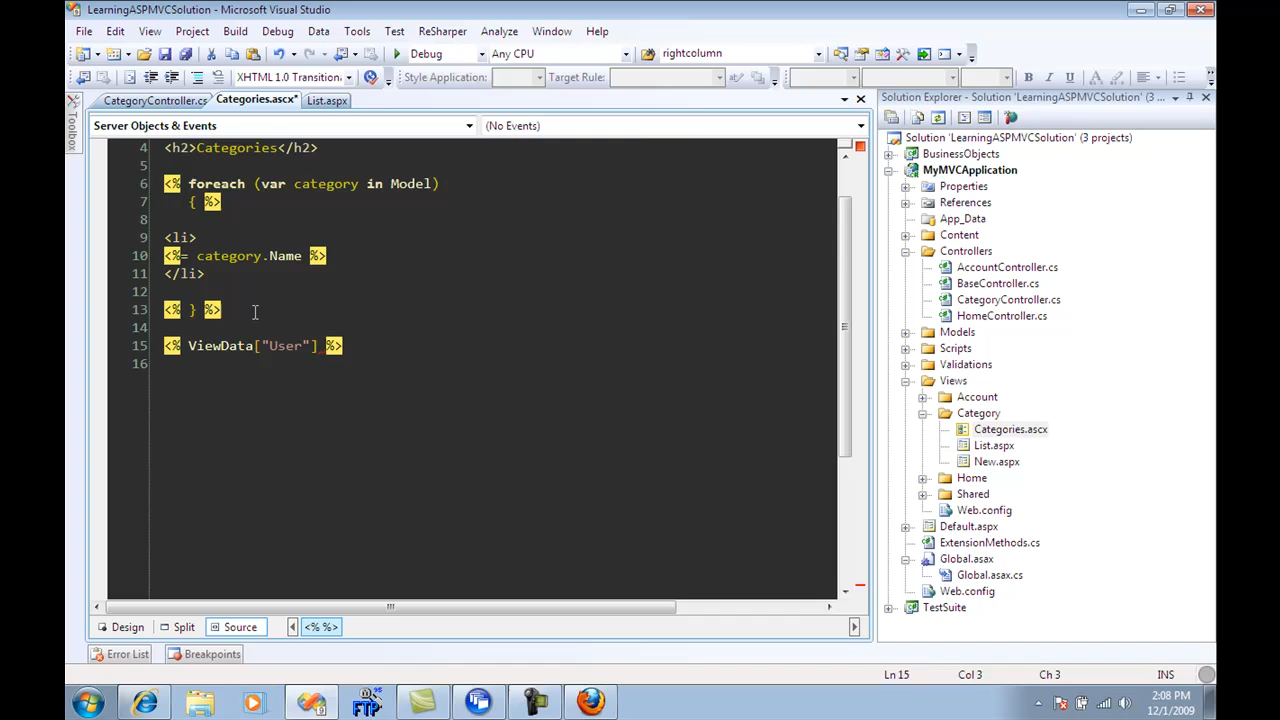 LearningASPMVCSolution - Microsoft Visual Studio
File Edit View Project Build Debug Data Tools Test ReSharper Analyze Window Help
Debug Any CPU rightcolumn
XHTML 1.0 Transition Style Application: Target Rule: B I U A
CategoryController.cs Categories.ascx* List.aspx
Solution Explorer - Solution 'LearningASPMVCSolution' (3 ...
Toolbox
Server Objects & Events (No Events)
4 <h2>Categories</h2>
5
6 <% foreach (var category in Model)
7 { %>
8
9 <li>
10 <%= category.Name %>
11 </li>
12
13 <% } %>
14
15 <% ViewData["User"] %>
16
Solution 'LearningASPMVCSolution' (3 projects)
BusinessObjects
MyMVCApplication
Properties
References
App_Data
Content
Controllers
AccountController.cs
BaseController.cs
CategoryController.cs
HomeController.cs
Models
Scripts
Validations
Views
Account
Category
Categories.ascx
List.aspx
New.aspx
Home
Shared
Web.config
Default.aspx
ExtensionMethods.cs
Global.asax
Global.asax.cs
Web.config
TestSuite
Design Split Source <% %>
Error List Breakpoints
Ln 15 Col 3 Ch 3 INS
FTP
2:08 PM
12/1/2009